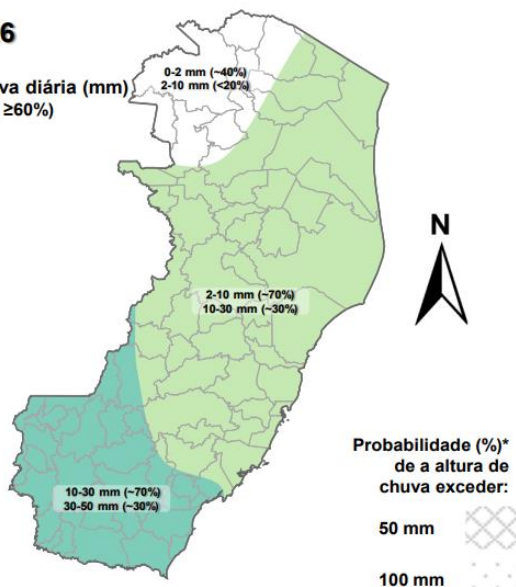 6
va diária (mm)
≥60%)
0-2 mm (~40%)
2-10 mm (<20%)
N
2-10 mm (~70%)
10-30 mm (~30%)
10-30 mm (~70%)
30-50 mm (~30%)
Probabilidade (%)*
de a altura de
chuva exceder:
50 mm
100 mm